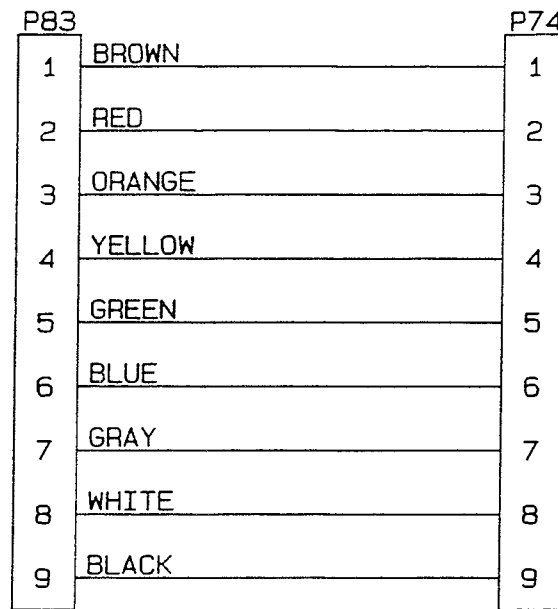 P83 P74
1 BROWN 1
2 RED 2
3 ORANGE 3
4 YELLOW 4
5 GREEN 5
6 BLUE 6
7 GRAY 7
8 WHITE 8
9 BLACK 9